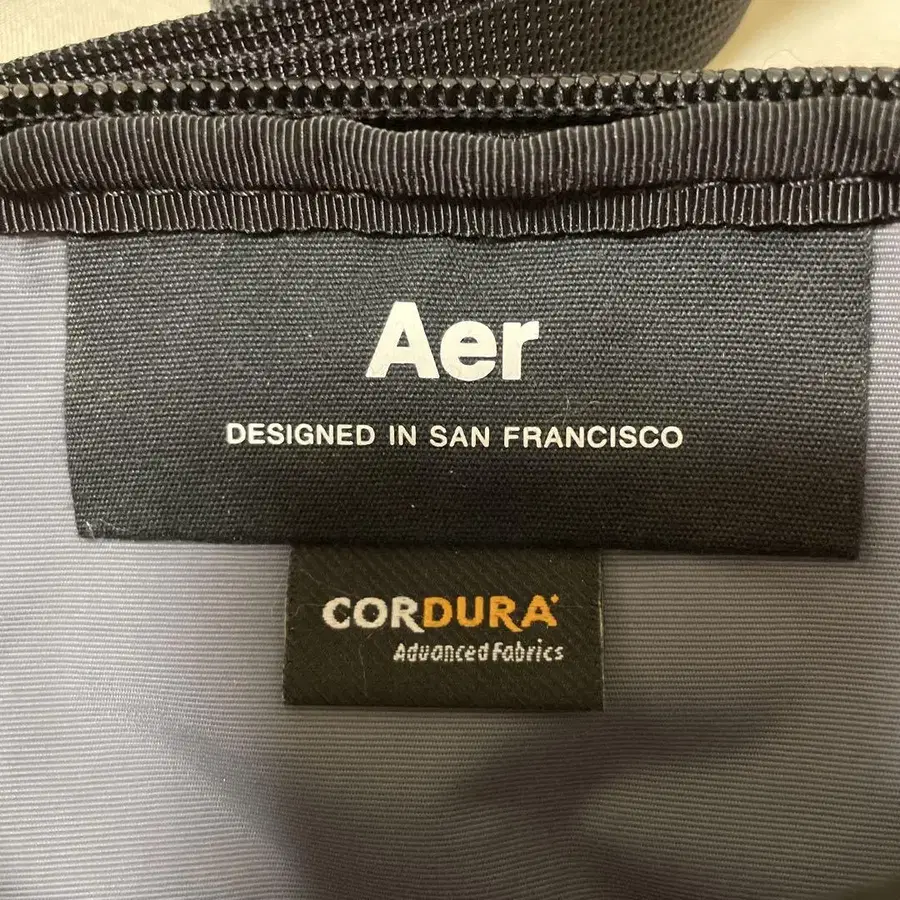 Aer
DESIGNED IN SAN FRANCISCO
CORDURA
Advanced Fabrics